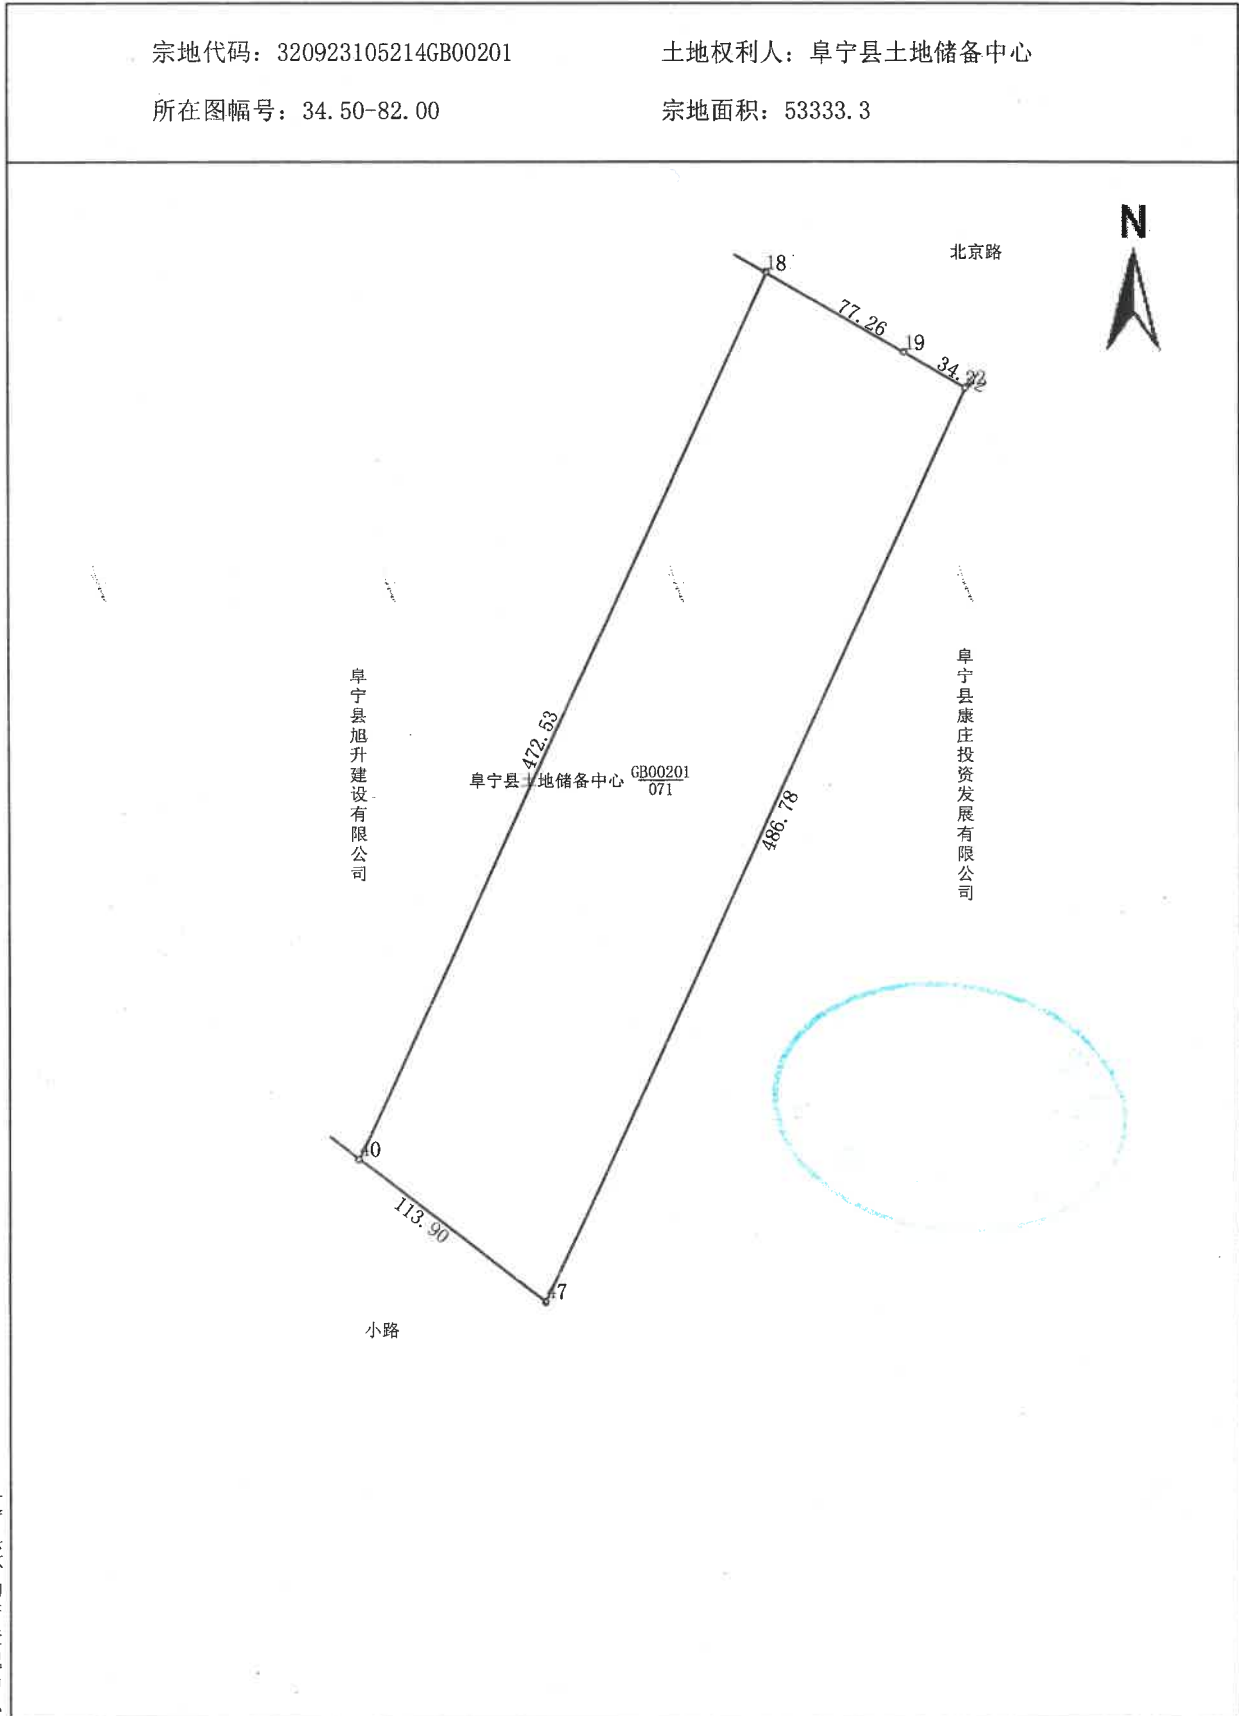 宗地代码：320923105214GB00201
土地权利人：阜宁县土地储备中心
所在图幅号：34.50-82.00
宗地面积：53333.3
N
北京路
18
77.26
19
34.
阜宁县旭升建设有限公司
472.53
阜宁县土地储备中心
GB00201
071
486.78
阜宁县康庄投资发展有限公司
40
113.90
47
小路